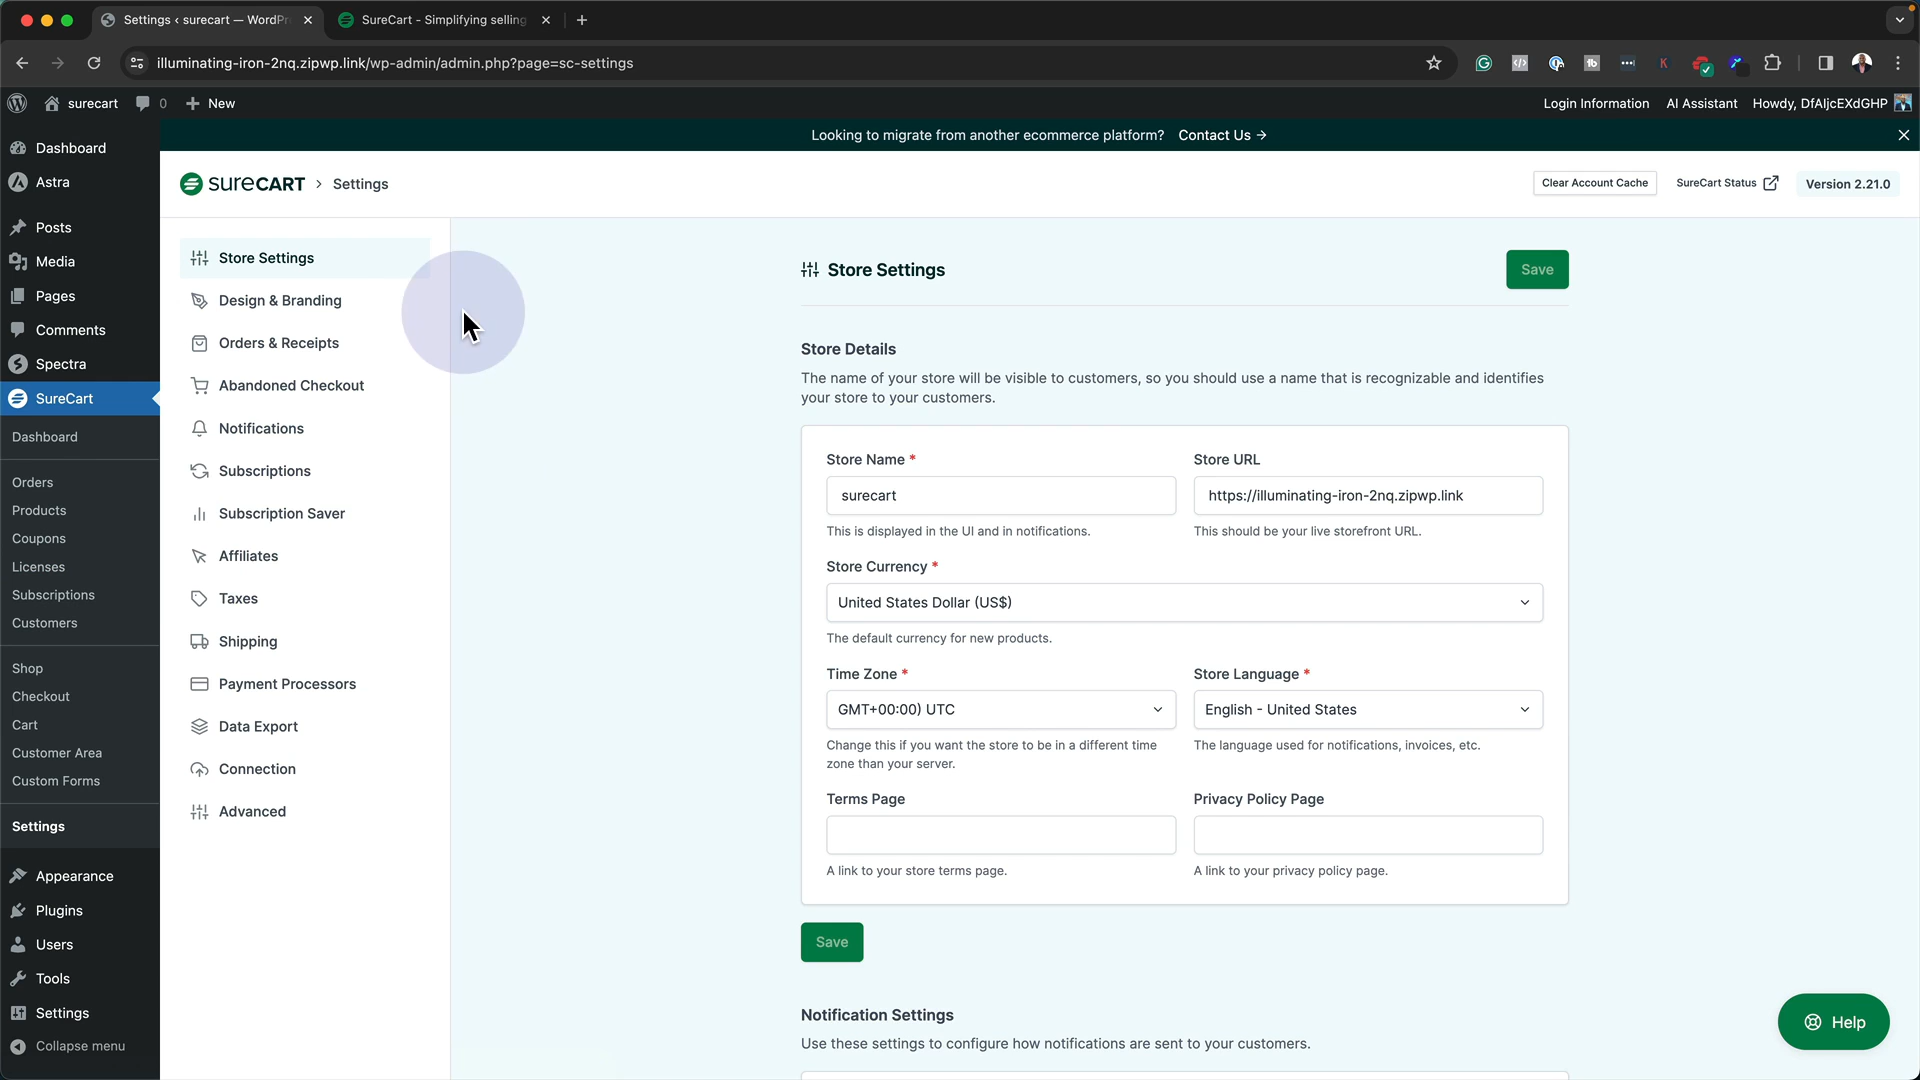 Settings ‹ surecart — WordPr
SureCart - Simplifying selling
illuminating-iron-2nq.zipwp.link/wp-admin/admin.php?page=sc-settings
surecart
0
New
Login Information
AI Assistant
Howdy, DfAljcEXdGHP
Looking to migrate from another ecommerce platform? Contact Us →
Dashboard
Astra
Posts
Media
Pages
Comments
Spectra
SureCart
Dashboard
Orders
Products
Coupons
Licenses
Subscriptions
Customers
Shop
Checkout
Cart
Customer Area
Custom Forms
Settings
Appearance
Plugins
Users
Tools
Settings
Collapse menu
SURECART > Settings
Clear Account Cache
SureCart Status
Version 2.21.0
Store Settings
Design & Branding
Orders & Receipts
Abandoned Checkout
Notifications
Subscriptions
Subscription Saver
Affiliates
Taxes
Shipping
Payment Processors
Data Export
Connection
Advanced
Store Settings
Save
Store Details
The name of your store will be visible to customers, so you should use a name that is recognizable and identifies
your store to your customers.
Store Name *
Store URL
surecart
https://illuminating-iron-2nq.zipwp.link
This is displayed in the UI and in notifications.
This should be your live storefront URL.
Store Currency *
United States Dollar (US$)
The default currency for new products.
Time Zone *
Store Language *
GMT+00:00) UTC
English - United States
Change this if you want the store to be in a different time
zone than your server.
The language used for notifications, invoices, etc.
Terms Page
Privacy Policy Page
A link to your store terms page.
A link to your privacy policy page.
Save
Notification Settings
Use these settings to configure how notifications are sent to your customers.
Help